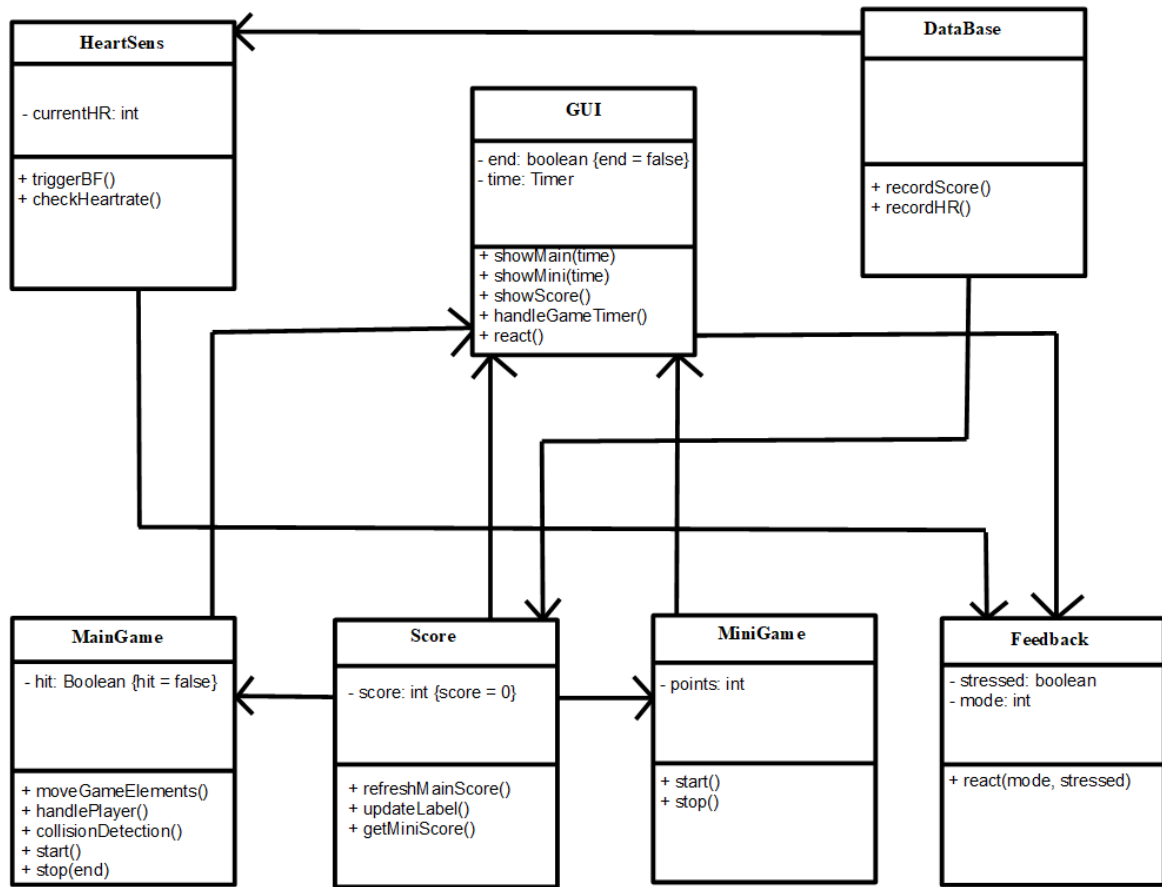 HeartSens
- currentHR: int
+ triggerBF()
+ checkHeartrate()
GUI
- end: boolean {end = false}
- time: Timer
+ showMain(time)
+ showMini(time)
+ showScore()
+ handleGameTimer()
+ react()
DataBase
+ recordScore()
+ recordHR()
MainGame
- hit: Boolean {hit = false}
+ moveGameElements()
+ handlePlayer()
+ collisionDetection()
+ start()
+ stop(end)
Score
- score: int {score = 0}
+ refreshMainScore()
+ updateLabel()
+ getMiniScore()
MiniGame
- points: int
+ start()
+ stop()
Feedback
- stressed: boolean
- mode: int
+ react(mode, stressed)